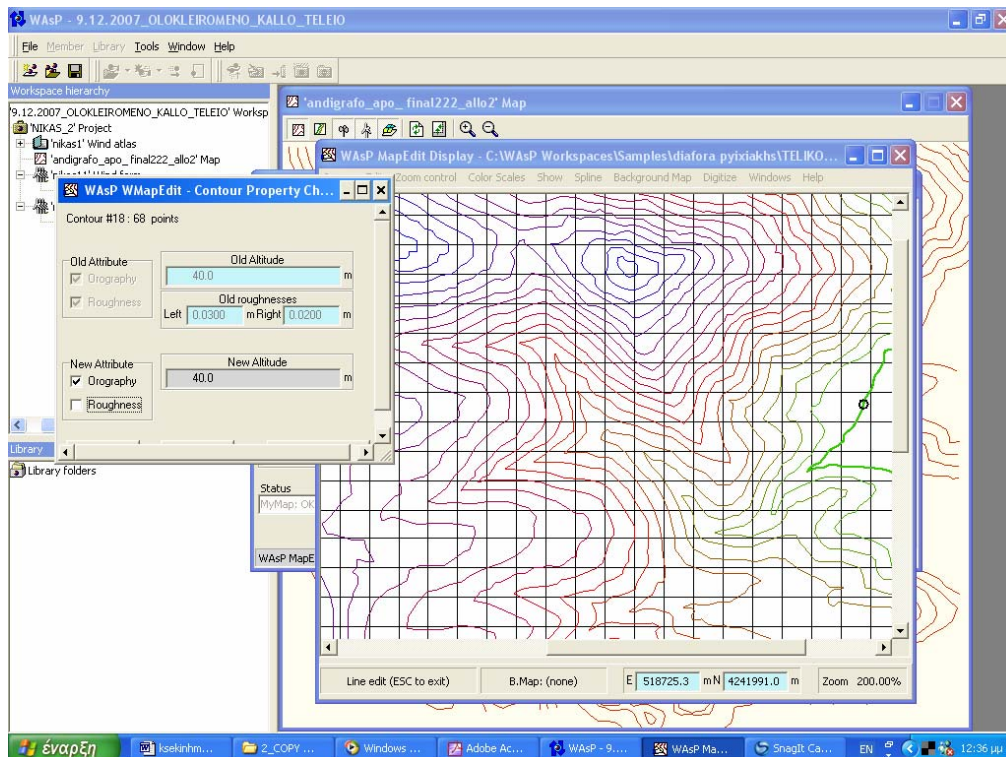 WAsP - 9.12.2007_OLOKLEIROMENO_KALLO_TELEIO
File Member Library Tools Window Help
Workspace hierarchy
'9.12.2007_OLOKLEIROMENO_KALLO_TELEIO' Worksp
'NIKAS_2' Project
'nikas1' Wind atlas
'andigrafo_apo_ final222_allo2' Map
'andigrafo_apo_ final222_allo2' Map
WAsP MapEdit Display - C:\WAsP Workspaces\Samples\diafora pyixiakhs\TELIKO...
Zoom control Color Scales Show Spline Background Map Digitize Windows Help
WAsP WMapEdit - Contour Property Ch...
Contour #18 : 68 points
Old Attribute
Orography
Roughness
Old Altitude
40.0 m
Old roughnesses
Left 0.0300 m Right 0.0200 m
New Attribute
Orography
Roughness
New Altitude
40.0 m
Library
Library folders
Status
MyMap: OK
WAsP MapE
Line edit (ESC to exit) B.Map: (none) E 518725.3 m N 4241991.0 m Zoom 200.00%
έναρξη ksekinhm... 2_COPY ... Windows ... Adobe Ac... WAsP - 9.... WAsP Ma... SnagIt Ca... EN 12:36 μμ